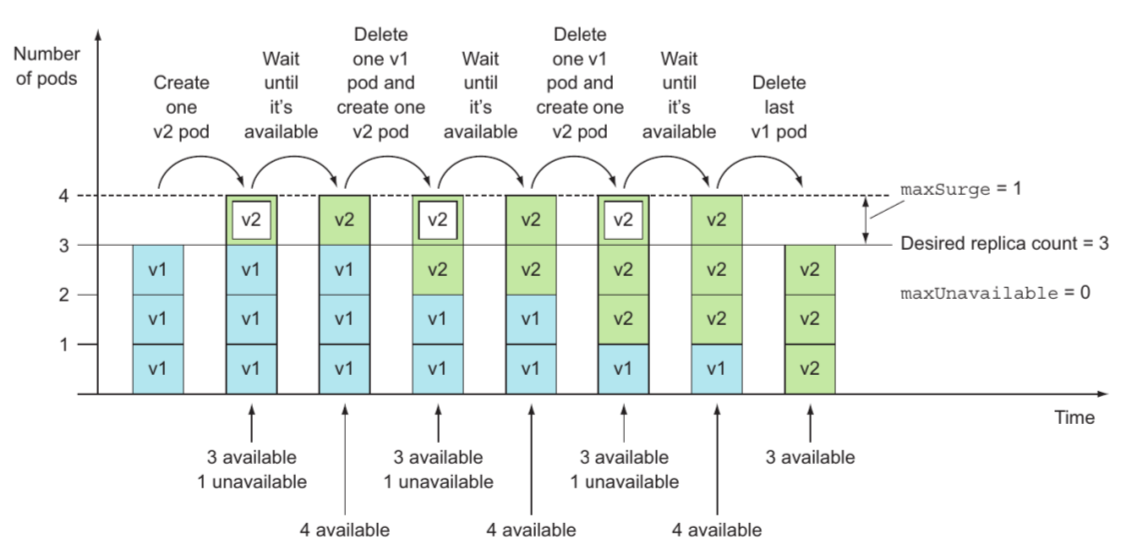 Number
of pods
Create
one
v2 pod
Wait
until
it's
available
Delete
one v1
pod and
create one
v2 pod
Wait
until
it's
available
Delete
one v1
pod and
create one
v2 pod
Wait
until
it's
available
Delete
last
v1 pod
4
3
2
1
v1
v1
v1
v2
v1
v1
v1
v2
v1
v1
v1
v2
v2
v1
v1
v2
v2
v1
v1
v2
v2
v2
v1
v2
v2
v2
v1
v2
v2
v2
maxSurge = 1
Desired replica count = 3
maxUnavailable = 0
Time
3 available
1 unavailable
4 available
3 available
1 unavailable
4 available
3 available
1 unavailable
4 available
3 available